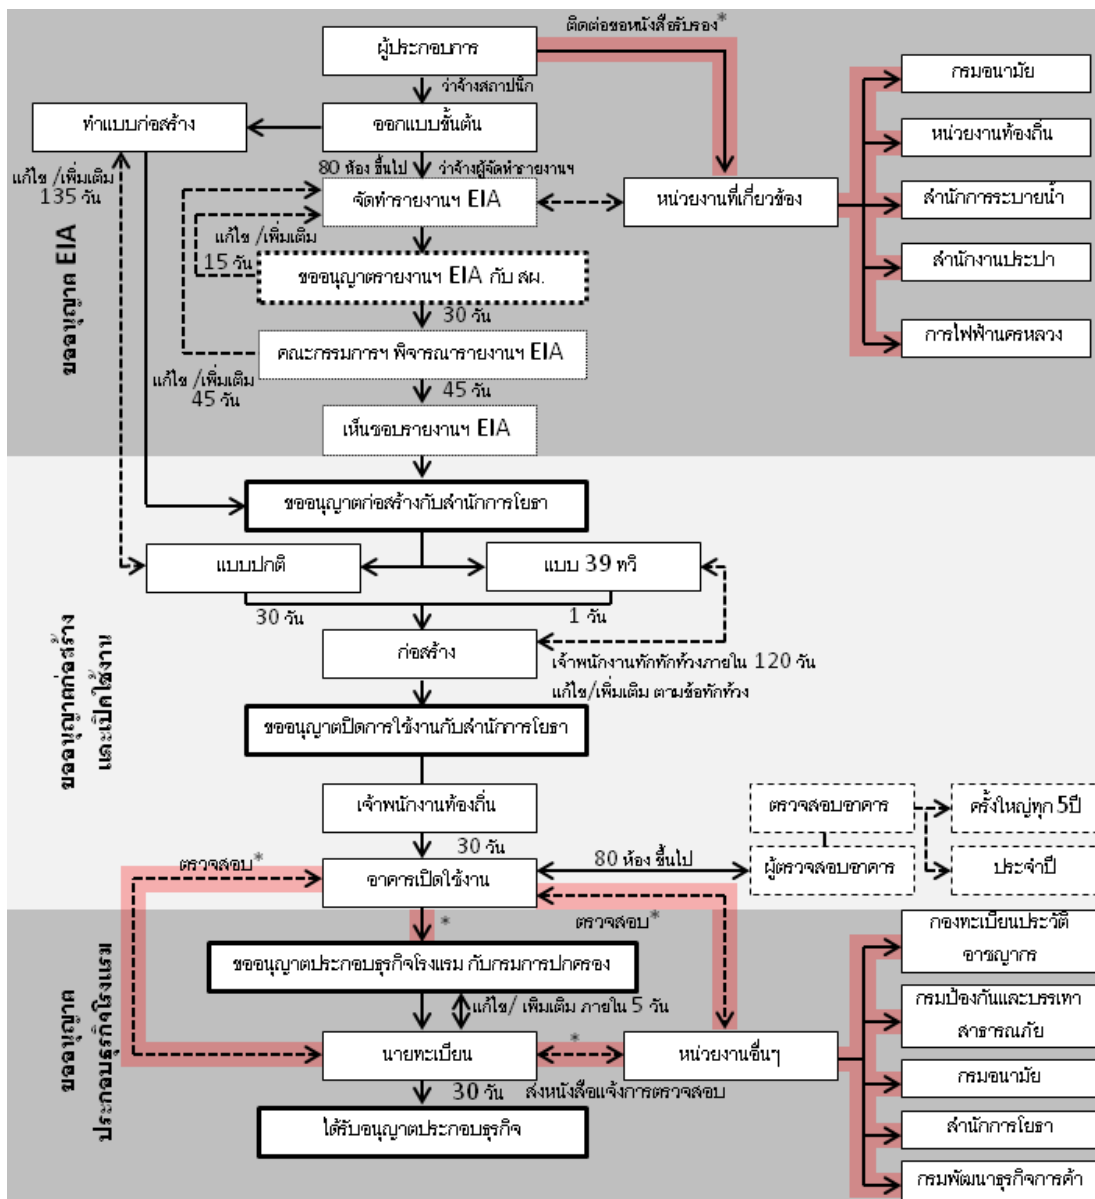 ติดต่อขอหนังสือรับรอง*
ผู้ประกอบการ
ว่าจ้างสถาปนิก
กรมอนามัย
ทำแบบก่อสร้าง
ออกแบบขั้นต้น
หน่วยงานท้องถิ่น
80 ห้อง ขึ้นไป
ว่าจ้างผู้จัดทำรายงานฯ
แก้ไข /เพิ่มเติม
135 วัน
จัดทำรายงานฯ EIA
หน่วยงานที่เกี่ยวข้อง
สำนักการระบายน้ำ
แก้ไข /เพิ่มเติม
15 วัน
ขออนุญาตรายงานฯ EIA กับ สผ.
สำนักงานประปา
30 วัน
คณะกรรมการฯ พิจารณารายงานฯ EIA
การไฟฟ้านครหลวง
แก้ไข /เพิ่มเติม
45 วัน
45 วัน
เห็นชอบรายงานฯ EIA
ขออนุญาต EIA
ขออนุญาตก่อสร้างกับสำนักการโยธา
แบบปกติ
แบบ 39 ทวิ
30 วัน
1 วัน
ก่อสร้าง
เจ้าพนักงานทักทักท้วงภายใน 120 วัน
แก้ไข/เพิ่มเติม ตามข้อทักท้วง
ขออนุญาตปิดการใช้งานกับสำนักการโยธา
ขออนุญาตก่อสร้าง
และเปิดใช้งาน
เจ้าพนักงานท้องถิ่น
ตรวจสอบอาคาร
ครั้งใหญ่ทุก 5ปี
30 วัน
ตรวจสอบ*
อาคารเปิดใช้งาน
80 ห้อง ขึ้นไป
ผู้ตรวจสอบอาคาร
ประจำปี
*
ตรวจสอบ*
กองทะเบียนประวัติ
อาชญากร
ขออนุญาตประกอบธุรกิจโรงแรม กับกรมการปกครอง
แก้ไข/ เพิ่มเติม ภายใน 5 วัน
กรมป้องกันและบรรเทา
สาธารณภัย
นายทะเบียน
*
หน่วยงานอื่นๆ
กรมอนามัย
30 วัน
ส่งหนังสือแจ้งการตรวจสอบ
ได้รับอนุญาตประกอบธุรกิจ
สำนักการโยธา
กรมพัฒนาธุรกิจการค้า
ขออนุญาต
ประกอบธุรกิจโรงแรม